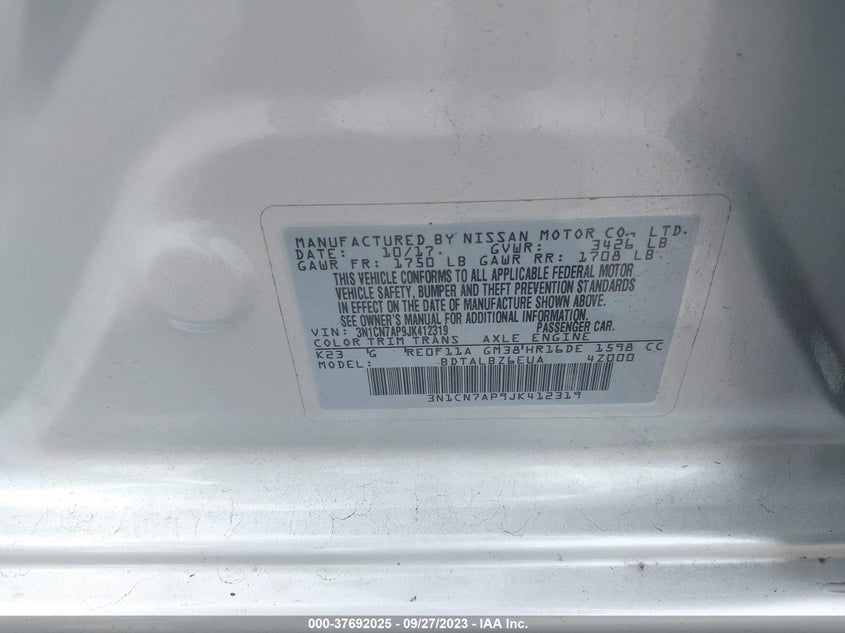 MANUFACTURED BY NISSAN MOTOR CO., LTD.
DATE: 10/17. GVWR: 3426 LB
GAWR FR: 1750 LB GAWR RR: 1708 LB
THIS VEHICLE CONFORMS TO ALL APPLICABLE FEDERAL MOTOR
VEHICLE SAFETY, BUMPER AND THEFT PREVENTION STANDARDS
IN EFFECT ON THE DATE OF MANUFACTURE SHOWN ABOVE.
SEE OWNER'S MANUAL FOR ADDITIONAL INFORMATION.
VIN: 3N1CN7AP9JK412319 PASSENGER CAR.
COLOR TRIM TRANS AXLE ENGINE
K23 G RE0F11A GM38 HR16DE 1598 CC
MODEL: BDTALBZ6EUA 4Z000
3N1CN7AP9JK412319
000-37692025 - 09/27/2023 - IAA Inc.